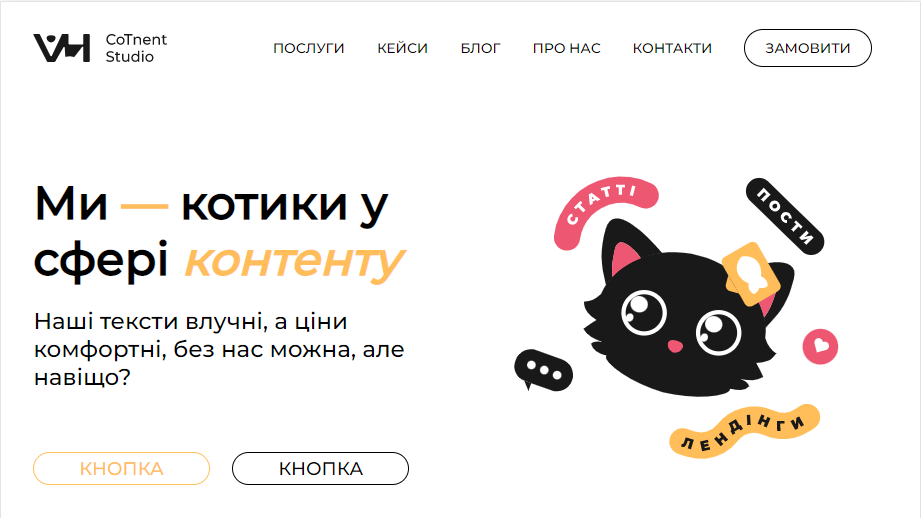 VH CoTnent
Studio
ПОСЛУГИ КЕЙСИ БЛОГ ПРО НАС КОНТАКТИ ЗАМОВИТИ
Ми — котики у
сфері контенту
Наші тексти влучні, а ціни
комфортні, без нас можна, але
навіщо?
КНОПКА КНОПКА
СТАТТІ
ПОСТИ
ЛЕНДІНГИ